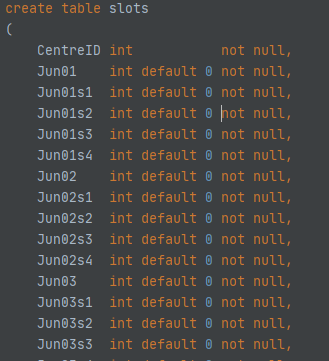 create table slots
(
CentreID int not null,
Jun01 int default 0 not null,
Jun01s1 int default 0 not null,
Jun01s2 int default 0 not null,
Jun01s3 int default 0 not null,
Jun01s4 int default 0 not null,
Jun02 int default 0 not null,
Jun02s1 int default 0 not null,
Jun02s2 int default 0 not null,
Jun02s3 int default 0 not null,
Jun02s4 int default 0 not null,
Jun03 int default 0 not null,
Jun03s1 int default 0 not null,
Jun03s2 int default 0 not null,
Jun03s3 int default 0 not null,